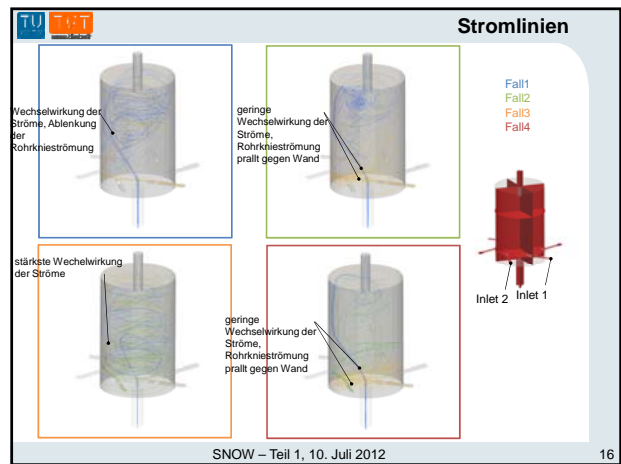 TU
TVT
Stromlinien
Wechselwirkung der
Ströme, Ablenkung
der
Rohrknieströmung
geringe
Wechselwirkung der
Ströme,
Rohrknieströmung
prallt gegen Wand
Fall1
Fall2
Fall3
Fall4
stärkste Wechelwirkung
der Ströme
geringe
Wechselwirkung der
Ströme,
Rohrknieströmung
prallt gegen Wand
Inlet 2 Inlet 1
SNOW – Teil 1, 10. Juli 2012
16